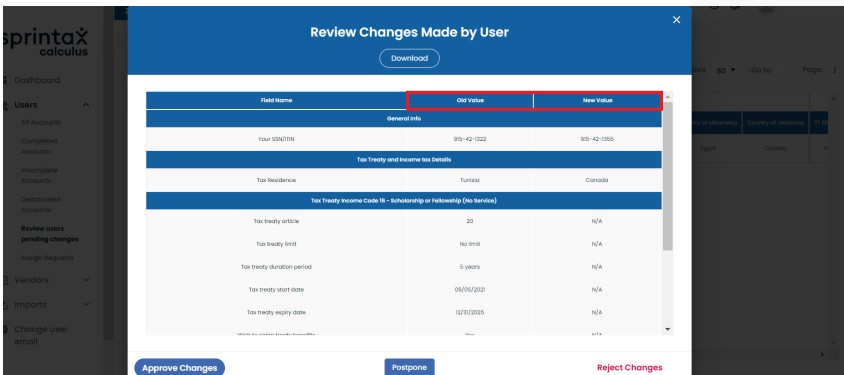 Review Changes Made by User
Download
Field Name Old Value New Value
General Info
Your SSN/ITIN 915-42-1322 915-42-1355
Tax Treaty and Income tax Details
Tax Residence Tunisia Canada
Tax Treaty Income Code 16 - Scholarship or Fellowship (No Service)
Tax treaty article 20 N/A
Tax treaty limit No limit N/A
Tax treaty duration period 5 years N/A
Tax treaty start date 09/05/2021 N/A
Tax treaty expiry date 12/31/2025 N/A
Approve Changes Postpone Reject Changes
sprintax
calculus
Dashboard
Users
All Accounts
Completed
Accounts
Incomplete
Accounts
Deactivated
Accounts
Review users
pending changes
Assign Requests
Vendors
Imports
Change user
email
60 Go to: Page:
Country of residence
Egypt Canada